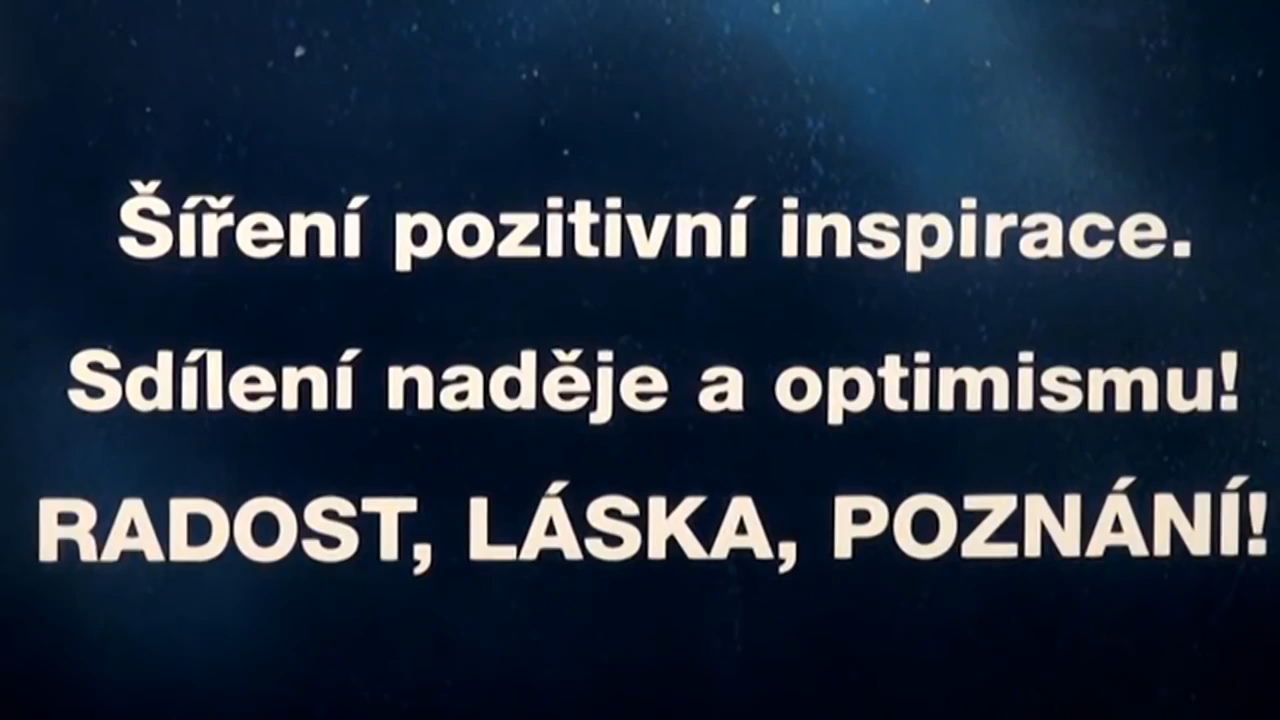 Šíření pozitivní inspirace.
Sdílení naděje a optimismu!
RADOST, LÁSKA, POZNÁNÍ!